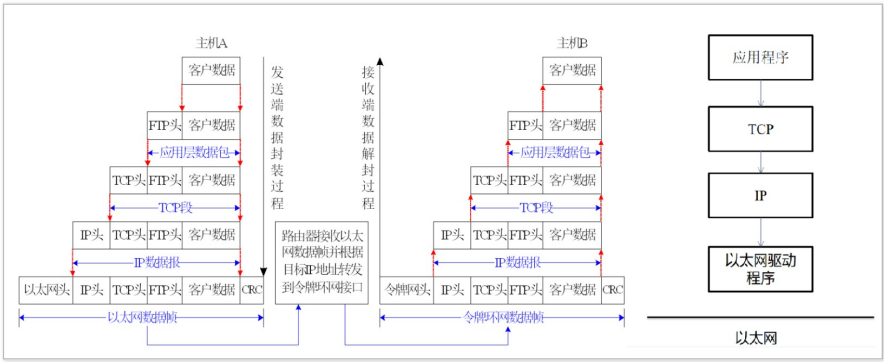 主机A
客户数据
FTP头 客户数据
应用层数据包
TCP头 FTP头 客户数据
TCP段
IP头 TCP头 FTP头 客户数据
IP数据报
以太网头 IP头 TCP头 FTP头 客户数据 CRC
以太网数据帧
发送端数据封装过程
路由器接收以太
网数据帧并根据
目标IP地址转发
到令牌环网接口
接收端数据解封过程
主机B
客户数据
FTP头 客户数据
应用层数据包
TCP头 FTP头 客户数据
TCP段
IP头 TCP头 FTP头 客户数据
IP数据报
令牌网头 IP头 TCP头 FTP头 客户数据 CRC
令牌环网数据帧
应用程序
TCP
IP
以太网驱动
程序
以太网